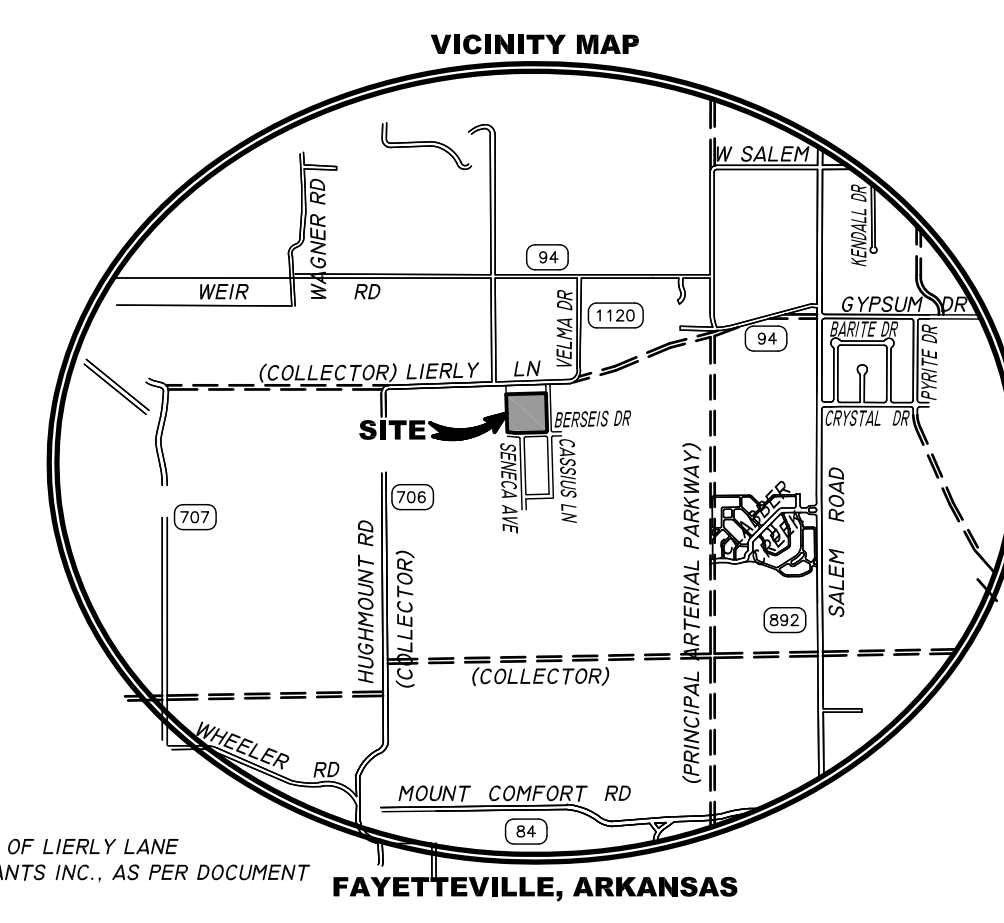 VICINITY MAP
W SALEM
KENDALL DR
WAGNER RD
94
WEIR RD
VELMA DR
1120
GYPSUM DR
94
BARITE DR
PYRITE DR
(COLLECTOR) LIERLY LN
CRYSTAL DR
SITE
BERSEIS DR
SENECA AVE
CASSIUS LN
707
706
HUGHMOUNT RD
(COLLECTOR)
(PRINCIPAL ARTERIAL PARKWAY)
SALEM ROAD
892
(COLLECTOR)
WHEELER RD
MOUNT COMFORT RD
84
OF LIERLY LANE
ANTS INC., AS PER DOCUMENT
FAYETTEVILLE, ARKANSAS